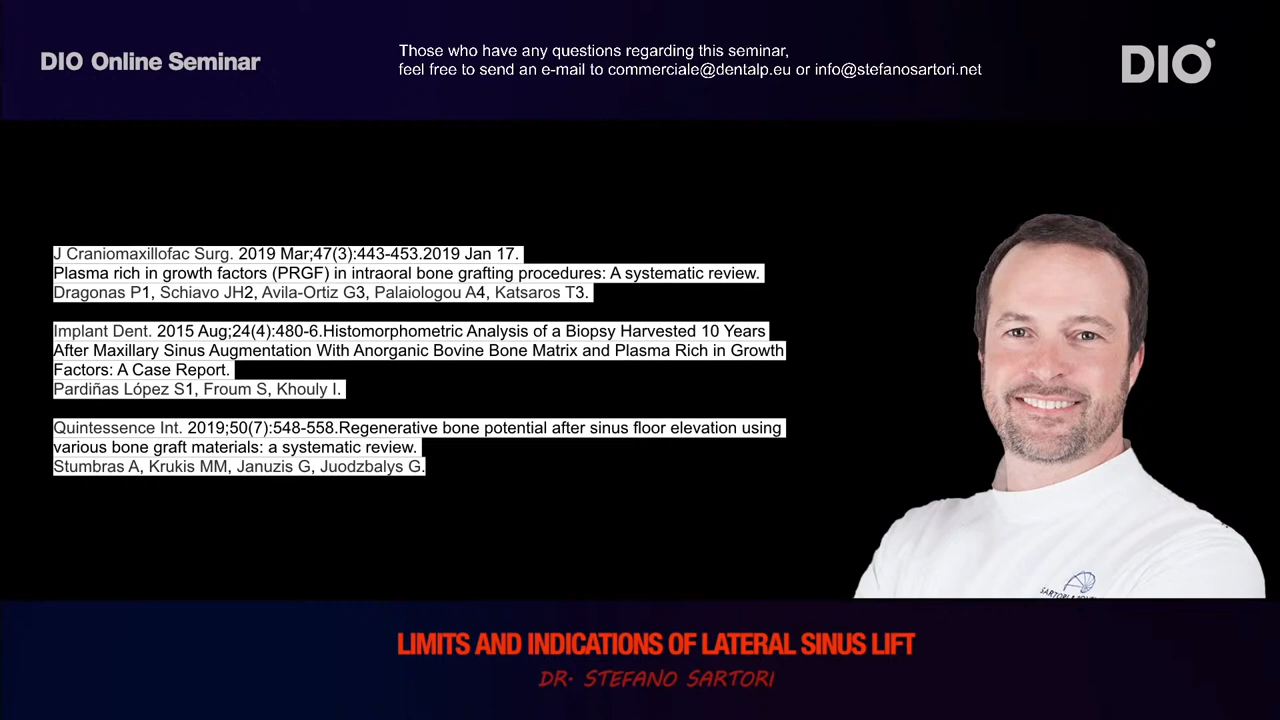 DIO Online Seminar
Those who have any questions regarding this seminar,
feel free to send an e-mail to commerciale@dentalp.eu or info@stefanosartori.net
DIO
J Craniomaxillofac Surg. 2019 Mar;47(3):443-453.2019 Jan 17.
Plasma rich in growth factors (PRGF) in intraoral bone grafting procedures: A systematic review.
Dragonas P1, Schiavo JH2, Avila-Ortiz G3, Palaiologou A4, Katsaros T3.
Implant Dent. 2015 Aug;24(4):480-6.Histomorphometric Analysis of a Biopsy Harvested 10 Years
After Maxillary Sinus Augmentation With Anorganic Bovine Bone Matrix and Plasma Rich in Growth
Factors: A Case Report.
Pardiñas López S1, Froum S, Khouly I.
Quintessence Int. 2019;50(7):548-558.Regenerative bone potential after sinus floor elevation using
various bone graft materials: a systematic review.
Stumbras A, Krukis MM, Januzis G, Juodzbalys G.
LIMITS AND INDICATIONS OF LATERAL SINUS LIFT
DR. STEFANO SARTORI